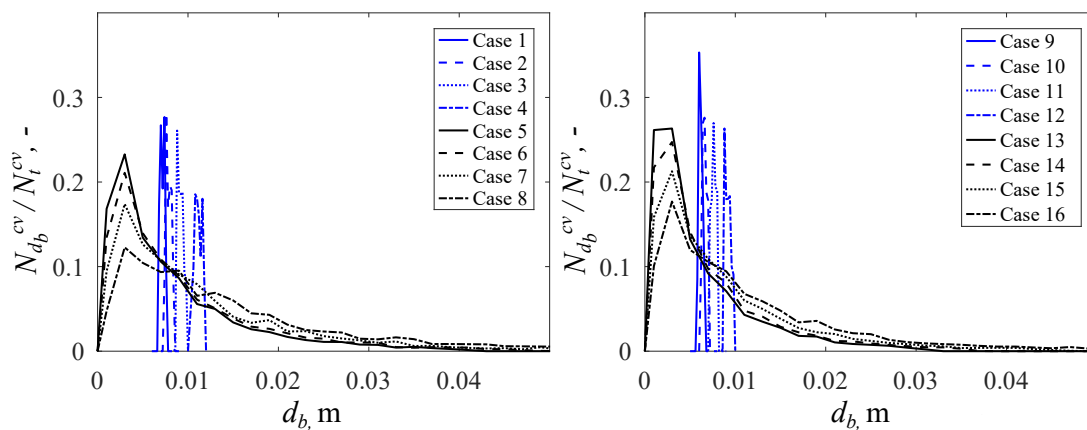 N_{d_b}^{cv} / N_t^{cv}, -
0.3
0.2
0.1
0
0
0.01
0.02
0.03
0.04
d_b, m
Case 1
Case 2
Case 3
Case 4
Case 5
Case 6
Case 7
Case 8
N_{d_b}^{cv} / N_t^{cv}, -
0.3
0.2
0.1
0
0
0.01
0.02
0.03
0.04
d_b, m
Case 9
Case 10
Case 11
Case 12
Case 13
Case 14
Case 15
Case 16